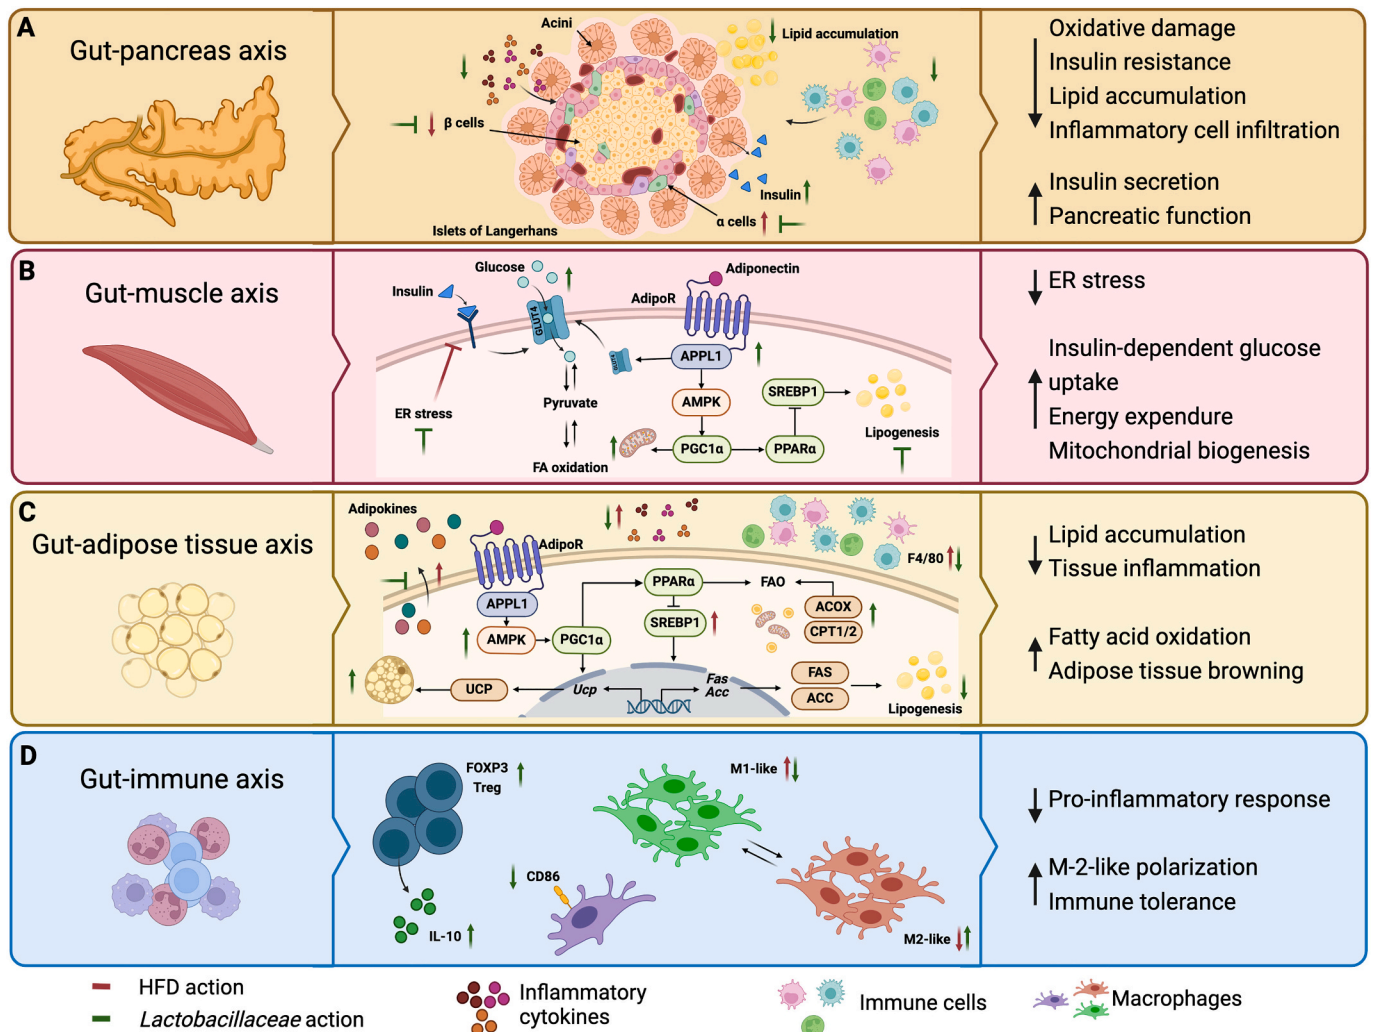 A
Gut-pancreas axis
Acini
Lipid accumulation
β cells
Insulin
α cells
Islets of Langerhans
Oxidative damage
Insulin resistance
Lipid accumulation
Inflammatory cell infiltration
Insulin secretion
Pancreatic function
B
Gut-muscle axis
Glucose
Insulin
GLUT4
Adiponectin
AdipoR
GLUT4
APPL1
AMPK
SREBP1
ER stress
Pyruvate
Lipogenesis
PGC1α
PPARα
FA oxidation
ER stress
Insulin-dependent glucose
uptake
Energy expendure
Mitochondrial biogenesis
C
Gut-adipose tissue axis
Adipokines
AdipoR
F4/80
PPARα
FAO
APPL1
ACOX
SREBP1
CPT1/2
AMPK
PGC1α
UCP
Ucp
Fas
Acc
FAS
ACC
Lipogenesis
Lipid accumulation
Tissue inflammation
Fatty acid oxidation
Adipose tissue browning
D
Gut-immune axis
FOXP3
Treg
M1-like
CD86
IL-10
M2-like
Pro-inflammatory response
M-2-like polarization
Immune tolerance
HFD action
Lactobacillaceae action
Inflammatory
cytokines
Immune cells
Macrophages